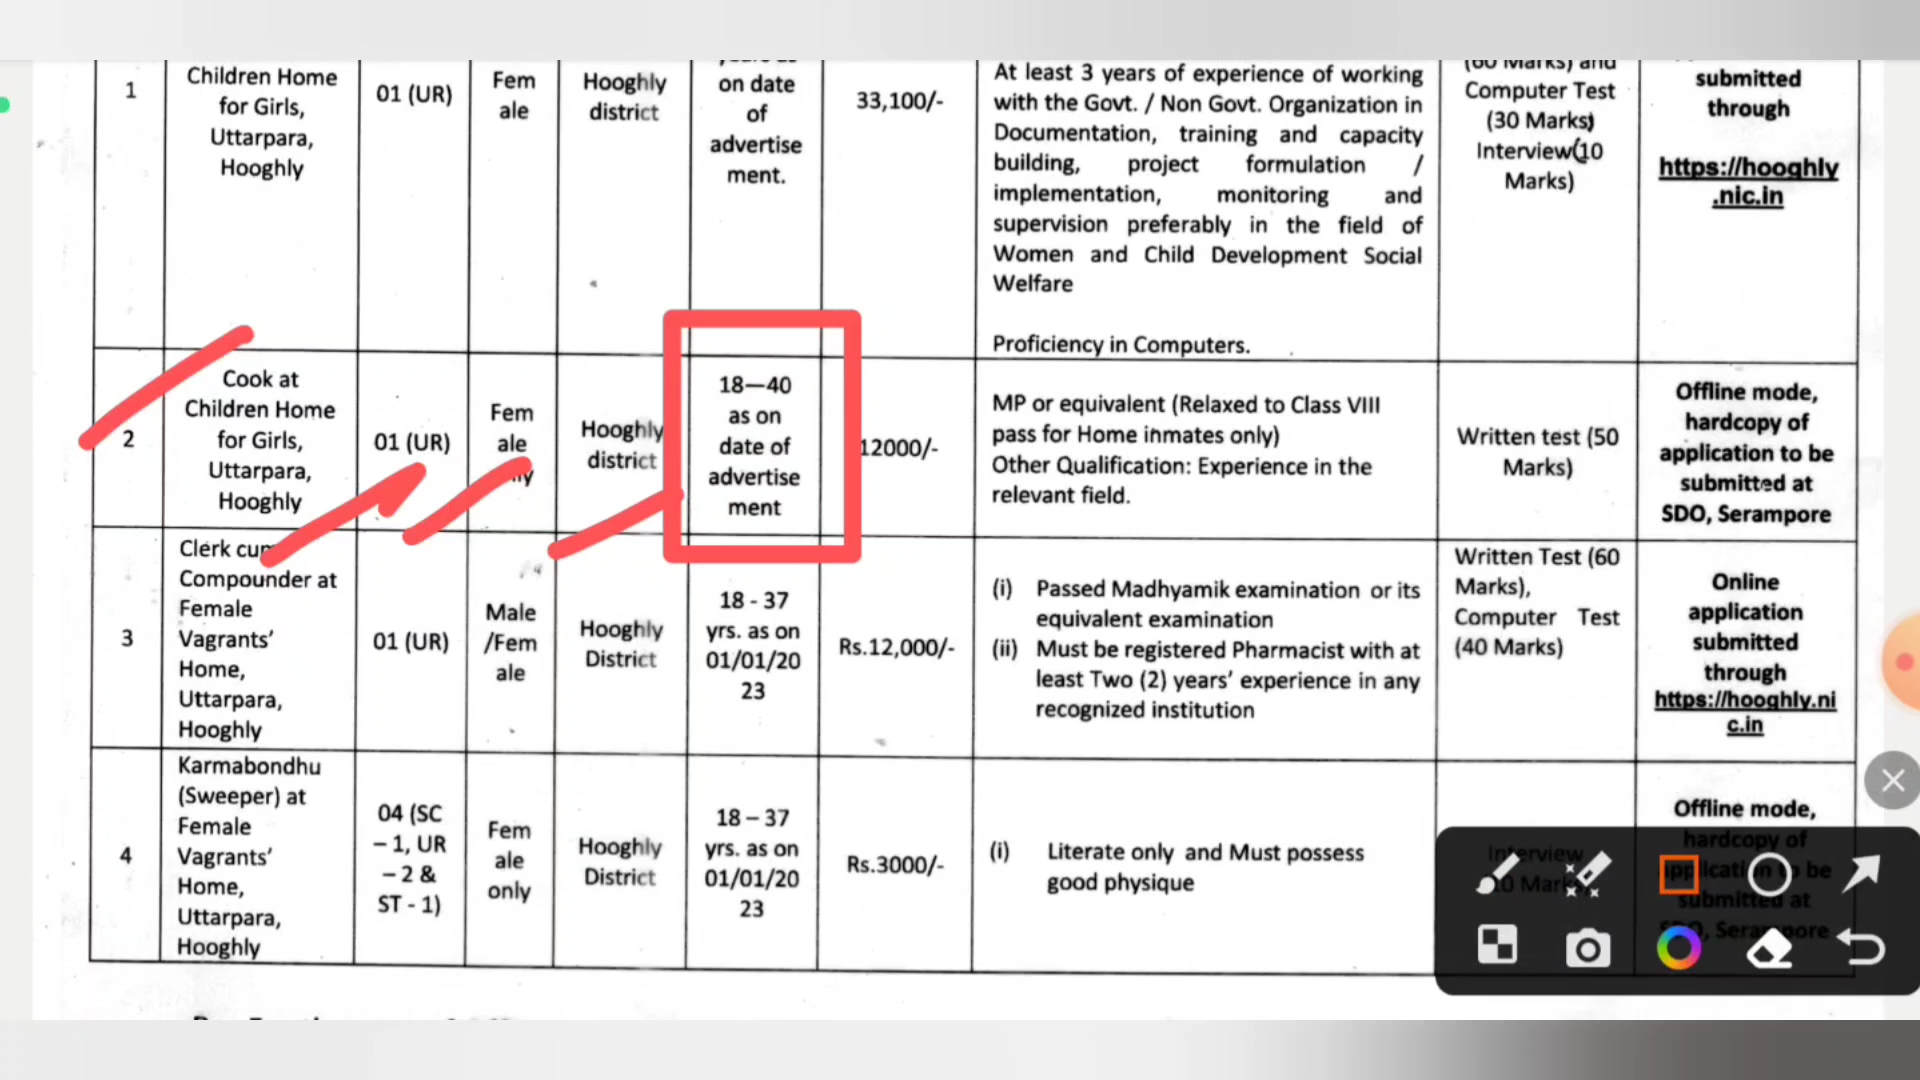 1
Children Home
for Girls,
Uttarpara,
Hooghly
01 (UR)
Fem
ale
Hooghly
district
on date
of
advertise
ment.
33,100/-
At least 3 years of experience of working
with the Govt. / Non Govt. Organization in
Documentation, training and capacity
building, project formulation /
implementation, monitoring and
supervision preferably in the field of
Women and Child Development Social
Welfare
Proficiency in Computers.
(60 Marks) and
Computer Test
(30 Marks)
Interview(10
Marks)
submitted
through
https://hooghly
.nic.in
2
Cook at
Children Home
for Girls,
Uttarpara,
Hooghly
01 (UR)
Fem
ale
Hooghly
district
18—40
as on
date of
advertise
ment
12000/-
MP or equivalent (Relaxed to Class VIII
pass for Home inmates only)
Other Qualification: Experience in the
relevant field.
Written test (50
Marks)
Offline mode,
hardcopy of
application to be
submitted at
SDO, Serampore
3
Clerk
Compounder at
Female
Vagrants’
Home,
Uttarpara,
Hooghly
01 (UR)
Male
/Fem
ale
Hooghly
District
18 - 37
yrs. as on
01/01/20
23
Rs.12,000/-
(i) Passed Madhyamik examination or its
equivalent examination
(ii) Must be registered Pharmacist with at
least Two (2) years’ experience in any
recognized institution
Written Test (60
Marks),
Computer Test
(40 Marks)
Online
application
submitted
through
https://hooghly.ni
c.in
4
Karmabondhu
(Sweeper) at
Female
Vagrants’
Home,
Uttarpara,
Hooghly
04 (SC
– 1, UR
– 2 &
ST - 1)
Fem
ale
only
Hooghly
District
18 – 37
yrs. as on
01/01/20
23
Rs.3000/-
(i) Literate only and Must possess
good physique
Interview
Offline mode,
hardcopy of
submitted at